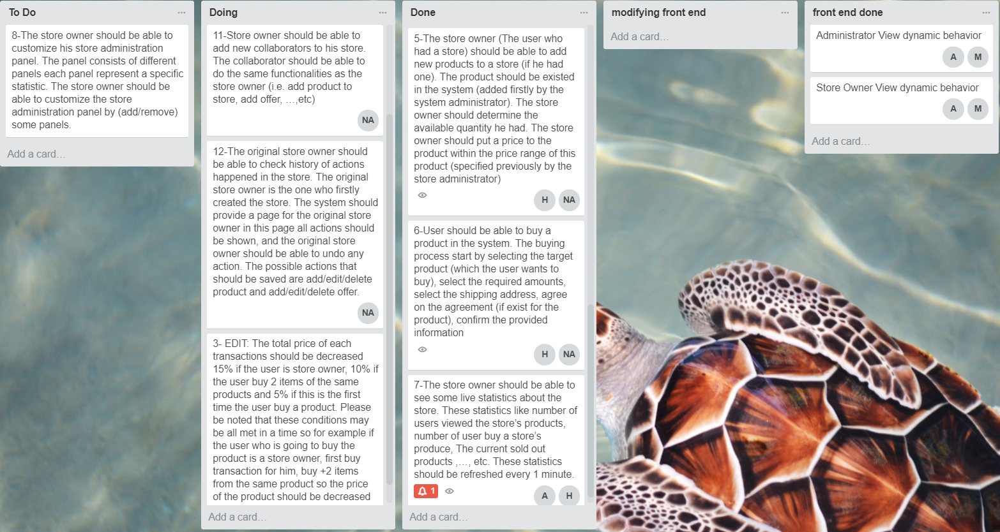 To Do
8-The store owner should be able to
customize his store administration
panel. The panel consists of different
panels each panel represent a specific
statistic. The store owner should be
able to customize the store
administration panel by (add/remove)
some panels.
Add a card…
Doing
11-Store owner should be able to
add new collaborators to his store.
The collaborator should be able to
do the same functionalities as the
store owner (i.e. add product to
store, add offer, …,etc)
NA
12-The original store owner should
be able to check history of actions
happened in the store. The original
store owner is the one who firstly
created the store. The system should
provide a page for the original store
owner in this page all actions should
be shown, and the original store
owner should be able to undo any
action. The possible actions that
should be saved are add/edit/delete
product and add/edit/delete offer.
NA
3- EDIT: The total price of each
transactions should be decreased
15% if the user is store owner, 10% if
the user buy 2 items of the same
products and 5% if this is the first
time the user buy a product. Please
be noted that these conditions may
be all met in a time so for example if
the user who is going to buy the
product is a store owner, first buy
transaction for him, buy +2 items
from the same product so the price
of the product should be decreased
Add a card…
Done
5-The store owner (The user who
had a store) should be able to add
new products to a store (if he had
one). The product should be existed
in the system (added firstly by the
system administrator). The store
owner should determine the
available quantity he had. The store
owner should put a price to the
product within the price range of this
product (specified previously by the
store administrator)
H NA
6-User should be able to buy a
product in the system. The buying
process start by selecting the target
product (which the user wants to
buy), select the required amounts,
select the shipping address, agree
on the agreement (if exist for the
product), confirm the provided
information
H NA
7-The store owner should be able to
see some live statistics about the
store. These statistics like number of
users viewed the store’s products,
number of user buy a store’s
produce, The current sold out
products ,…, etc. These statistics
should be refreshed every 1 minute.
1 A H
Add a card…
modifying front end
Add a card…
front end done
Administrator View dynamic behavior
A M
Store Owner View dynamic behavior
A M
Add a card…